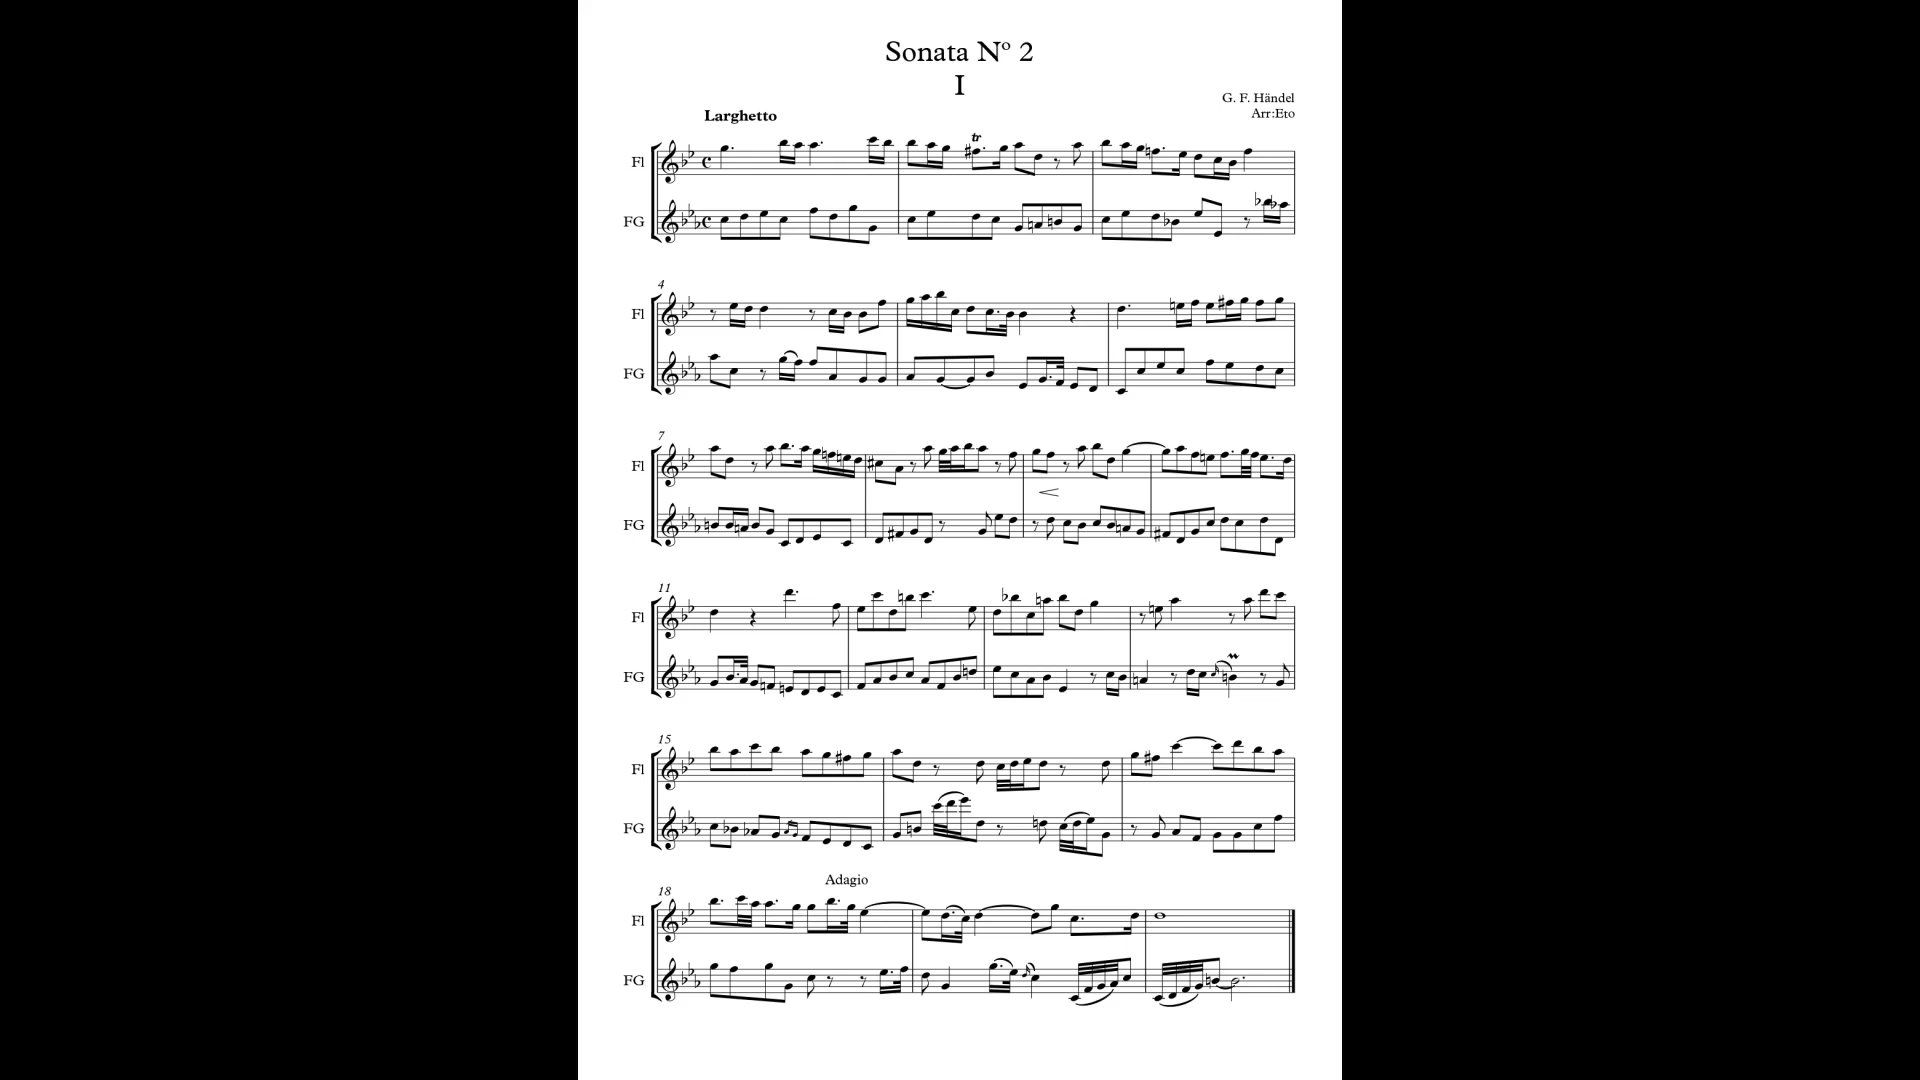 Sonata Nº 2
I
G. F. Händel
Arr:Eto
Larghetto
tr
Fl
FG
4
Fl
FG
7
Fl
FG
11
Fl
FG
15
Fl
FG
Adagio
18
Fl
FG